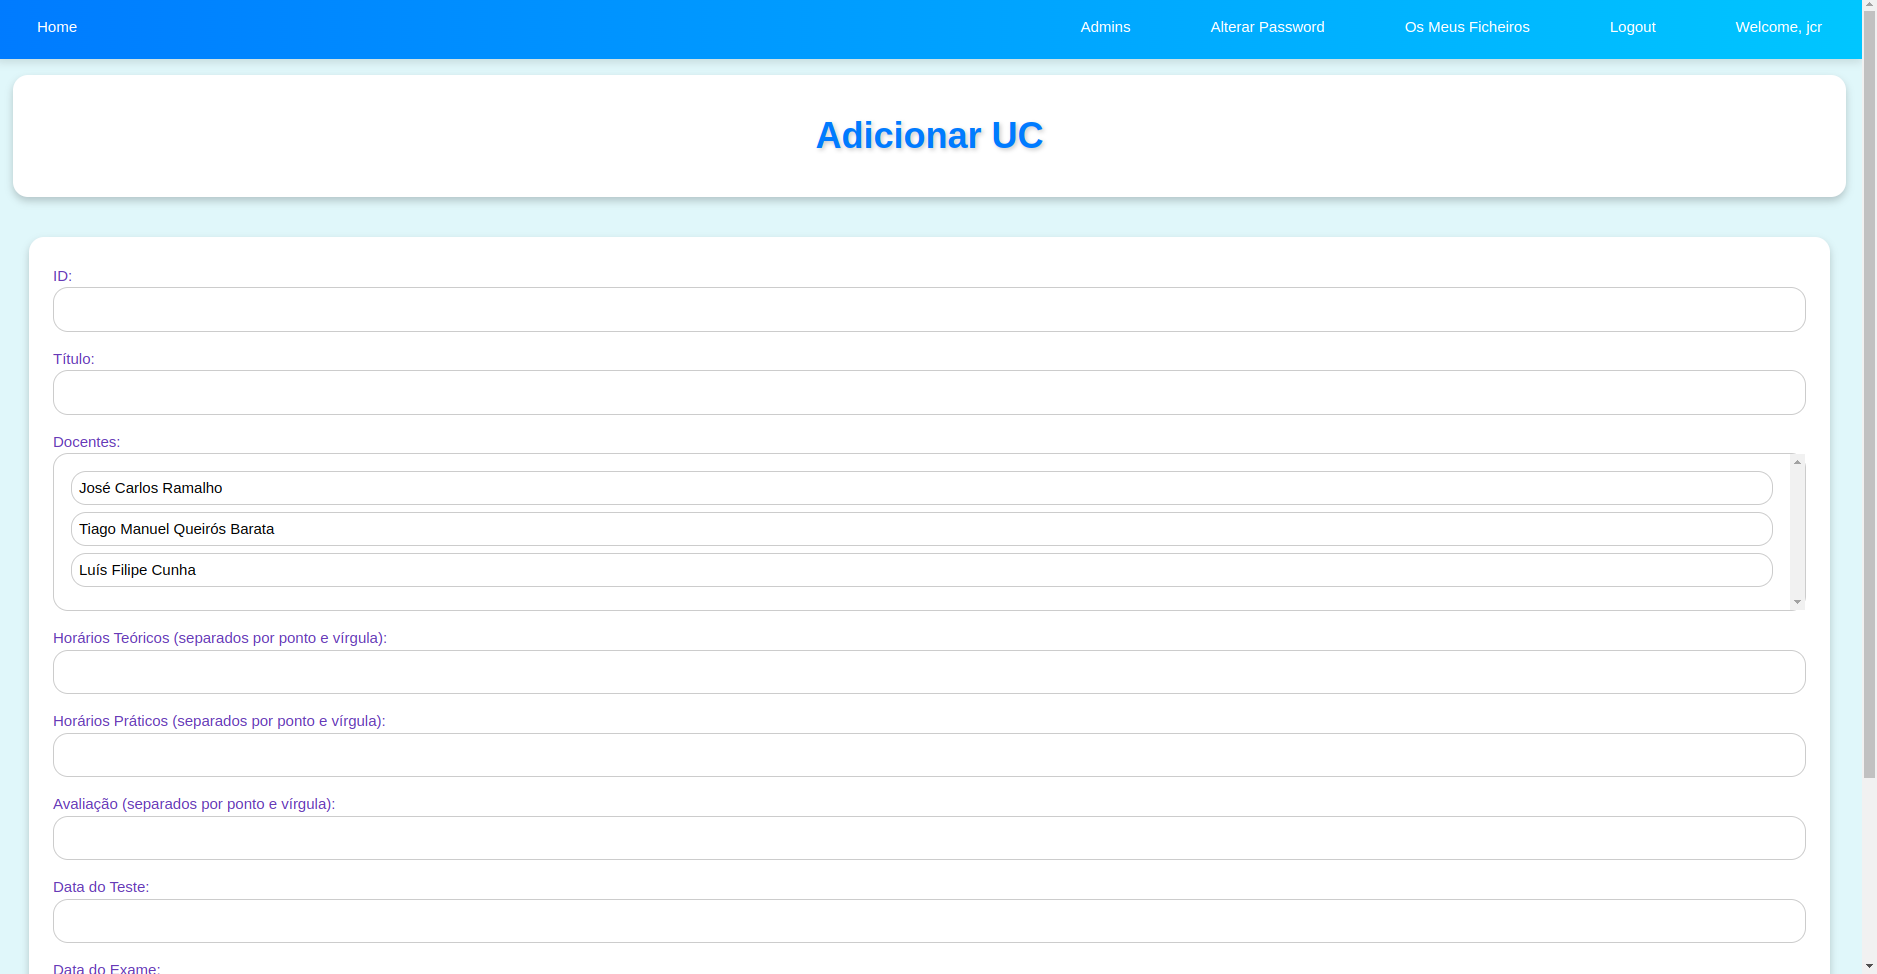 Home Admins Alterar Password Os Meus Ficheiros Logout Welcome, jcr
Adicionar UC
ID:
Título:
Docentes:
José Carlos Ramalho
Tiago Manuel Queirós Barata
Luís Filipe Cunha
Horários Teóricos (separados por ponto e vírgula):
Horários Práticos (separados por ponto e vírgula):
Avaliação (separados por ponto e vírgula):
Data do Teste:
Data do Exame: